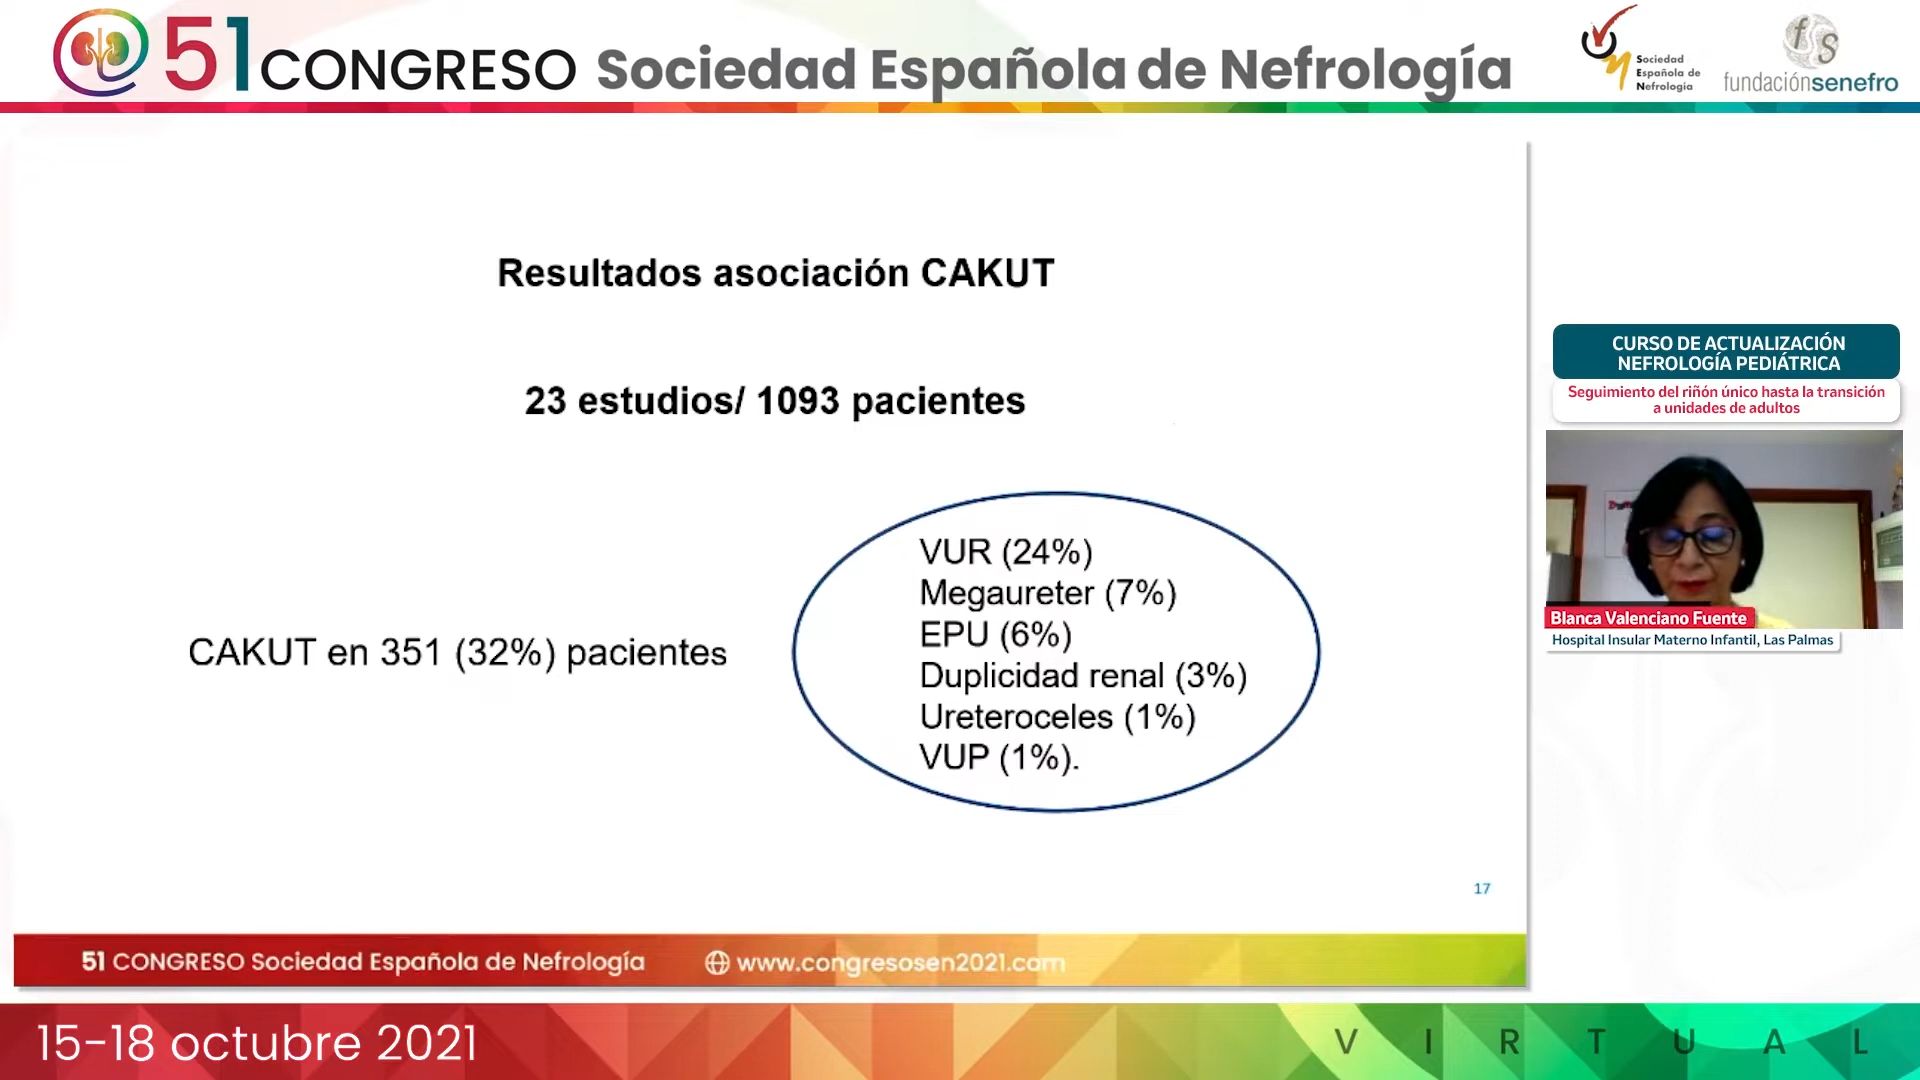 51 CONGRESO Sociedad Española de Nefrología
Sociedad
Española de
Nefrología
fs
fundaciónsenefro
Resultados asociación CAKUT
23 estudios/ 1093 pacientes
CAKUT en 351 (32%) pacientes
VUR (24%)
Megaureter (7%)
EPU (6%)
Duplicidad renal (3%)
Ureteroceles (1%)
VUP (1%).
17
51 CONGRESO Sociedad Española de Nefrología
www.congresosen2021.com
CURSO DE ACTUALIZACIÓN
NEFROLOGÍA PEDIÁTRICA
Seguimiento del riñón único hasta la transición
a unidades de adultos
Blanca Valenciano Fuente
Hospital Insular Materno Infantil, Las Palmas
15-18 octubre 2021
VIRTUAL